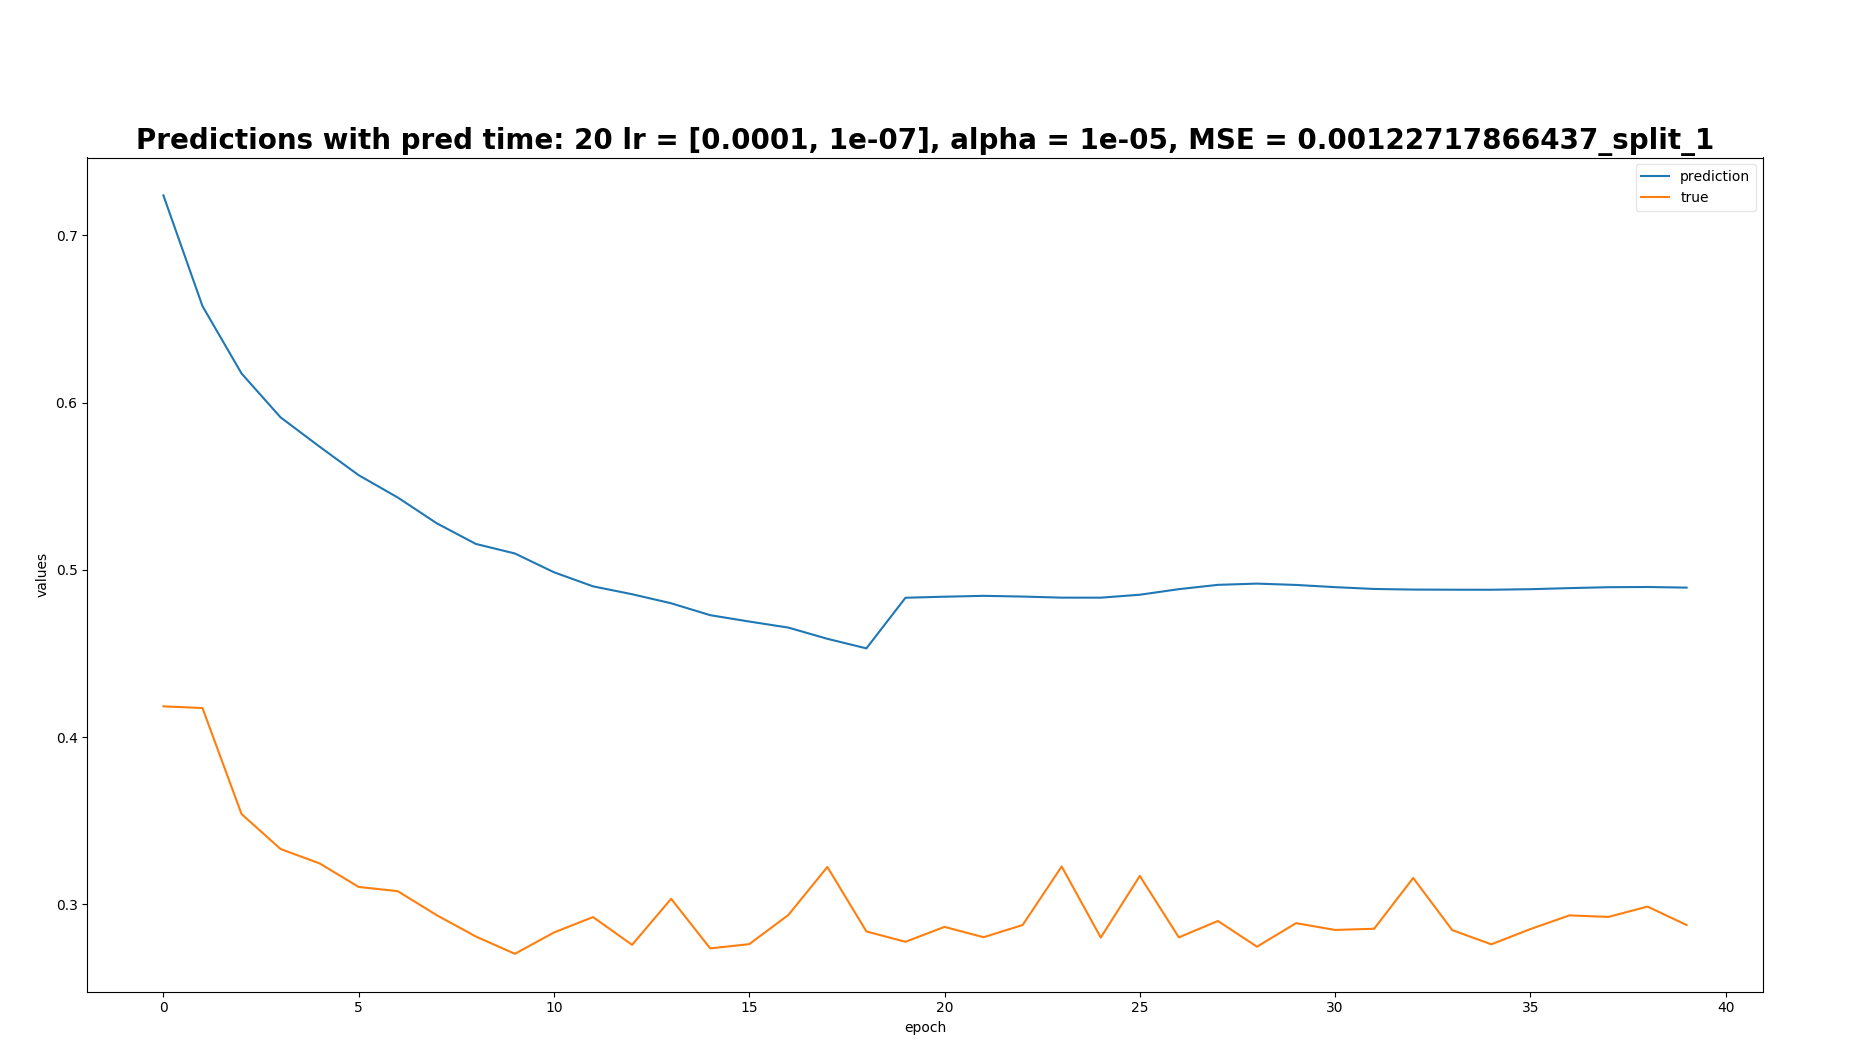 Predictions with pred time: 20 lr = [0.0001, 1e-07], alpha = 1e-05, MSE = 0.00122717866437_split_1
prediction
true
0.7
0.6
0.5
0.4
0.3
values
0 5 10 15 20 25 30 35 40
epoch